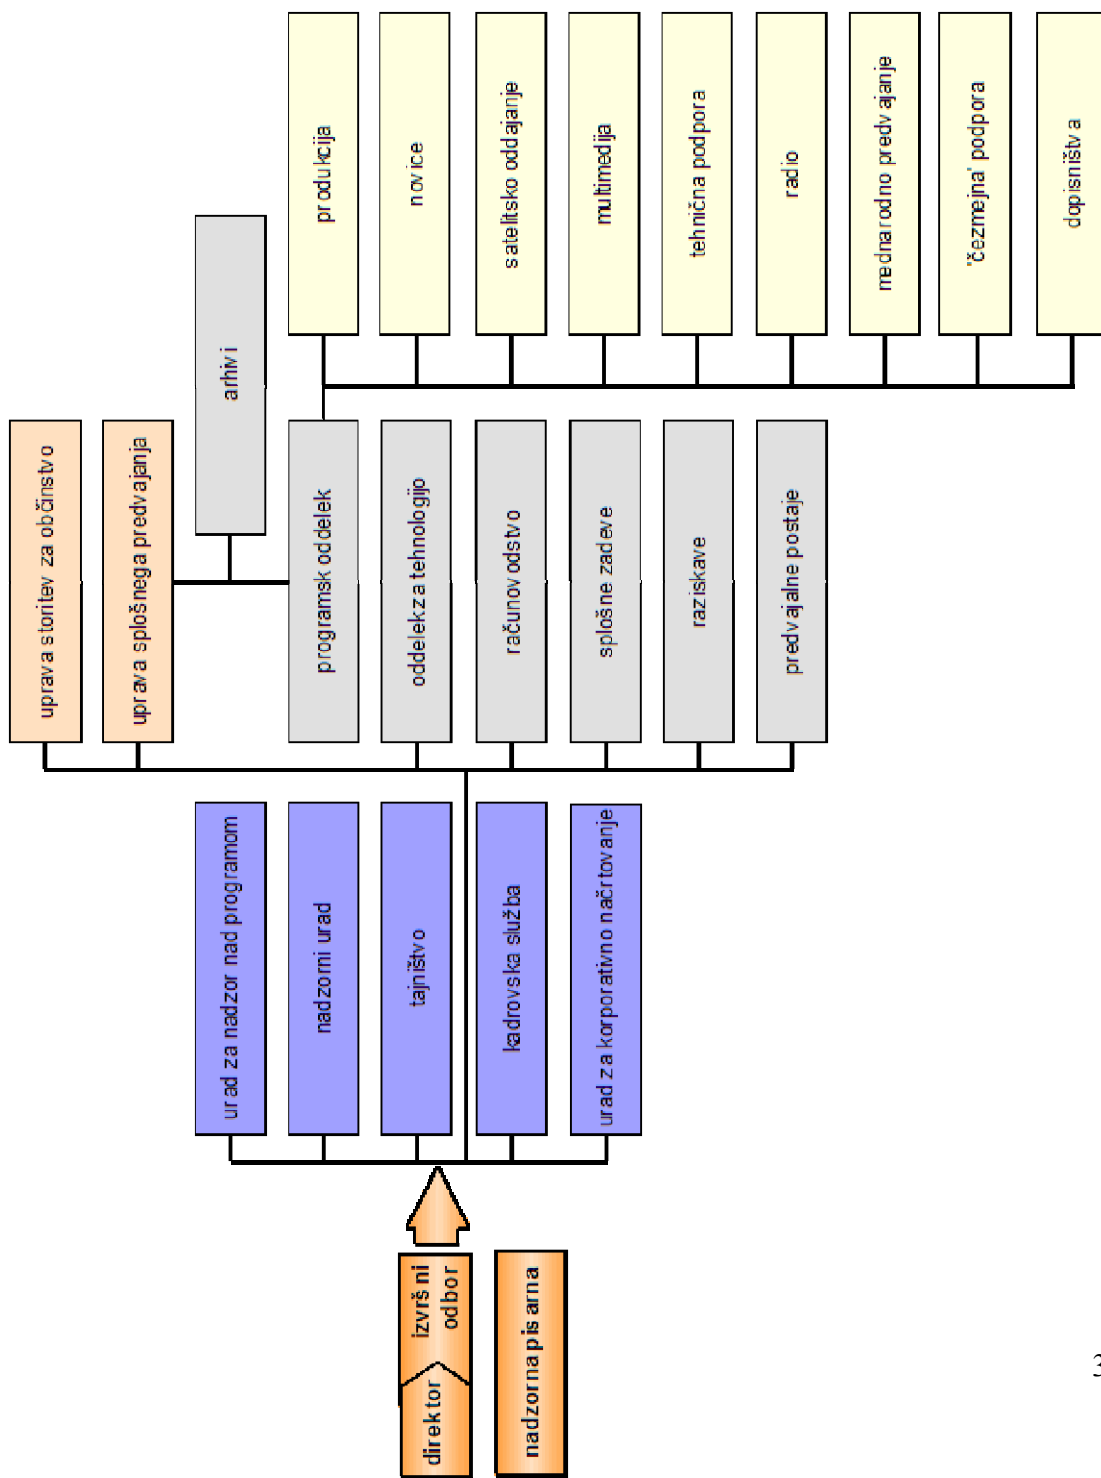 direktor
izvršni
odbor
nadzorna pisarna
urad za nadzor nad programom
nadzorni urad
tajništvo
kadrovska služba
urad za korporativno načrtovanje
uprava storitev za občinstvo
uprava splošnega predvajanja
arhivi
programsk oddelek
oddelek za tehnologijo
računovodstvo
splošne zadeve
raziskave
predvajalne postaje
produkcija
novice
satelitsko oddajanje
multimedija
tehnična podpora
radio
mednarodno predvajanje
'čezmejna' podpora
dopisništva
3